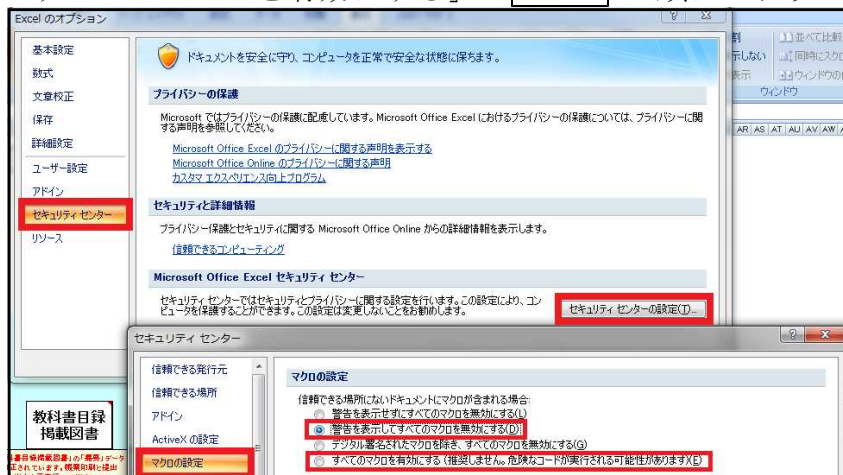 Excel のオプション
基本設定
数式
文章校正
保存
詳細設定
ユーザー設定
アドイン
セキュリティ センター
リソース
ドキュメントを安全に守り、コンピュータを正常で安全な状態に保ちます。
プライバシーの保護
Microsoft ではプライバシーの保護に配慮しています。Microsoft Office Excel におけるプライバシーの保護については、プライバシーに関
する声明を参照してください。
Microsoft Office Excel のプライバシーに関する声明を表示する
Microsoft Office Online のプライバシーに関する声明
カスタマ エクスペリエンス向上プログラム
セキュリティと詳細情報
プライバシー保護とセキュリティに関する Microsoft Office Online からの詳細情報を表示します。
信頼できるコンピューティング
Microsoft Office Excel セキュリティ センター
セキュリティ センターではセキュリティとプライバシーに関する設定を行います。この設定により、コン
ピュータを保護することができます。この設定は変更しないことをお勧めします。
セキュリティ センターの設定(T)...
並べて比較
同時にスクロ
ウィンドウの
ウィンドウ
AR AS AT AU AV AW
セキュリティ センター
信頼できる発行元
信頼できる場所
アドイン
ActiveX の設定
マクロの設定
マクロの設定
信頼できる場所にないドキュメントにマクロが含まれる場合:
警告を表示せずにすべてのマクロを無効にする(L)
警告を表示してすべてのマクロを無効にする(D)
デジタル署名されたマクロを除き、すべてのマクロを無効にする(G)
すべてのマクロを有効にする (推奨しません。危険なコードが実行される可能性があります)(E)
教科書目録
掲載図書